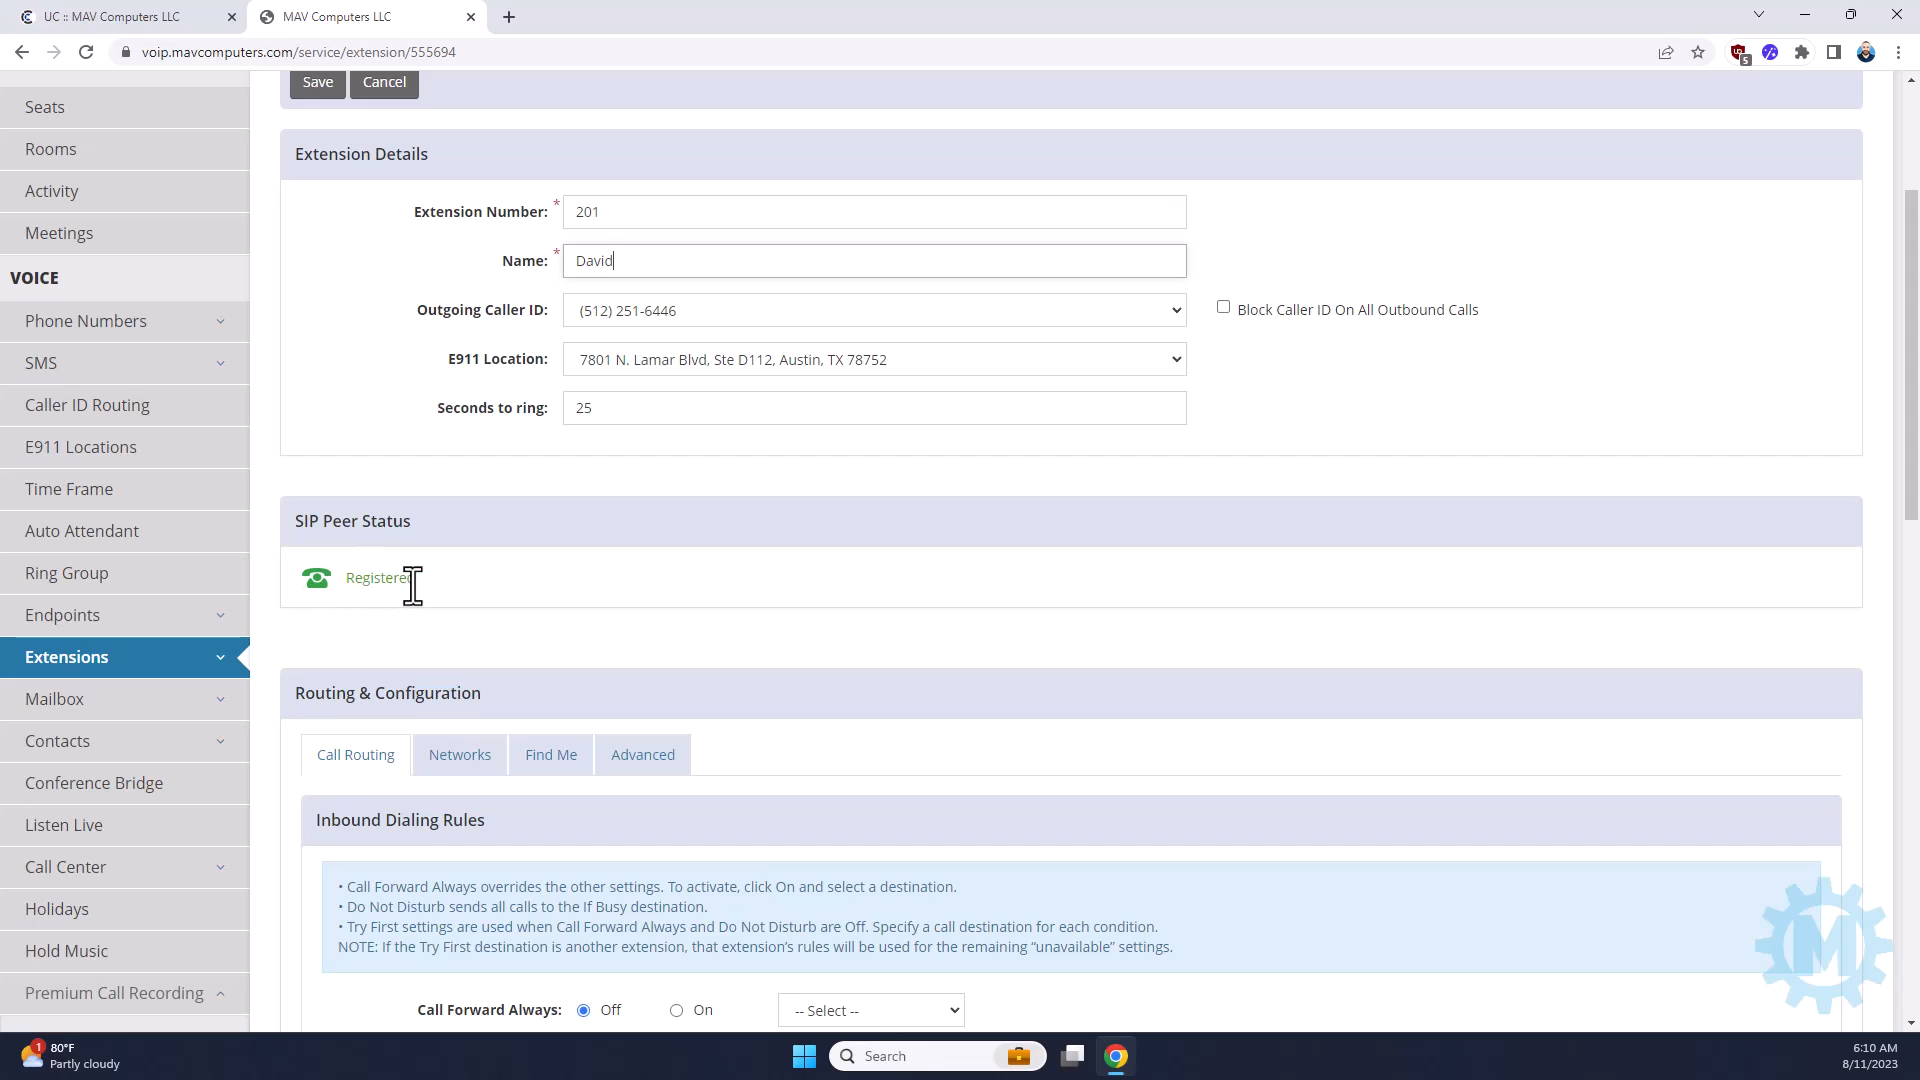 UC :: MAV Computers LLC
MAV Computers LLC
voip.mavcomputers.com/service/extension/555694
5
Save Cancel
Seats
Rooms
Activity
Meetings
VOICE
Phone Numbers
SMS
Caller ID Routing
E911 Locations
Time Frame
Auto Attendant
Ring Group
Endpoints
Extensions
Mailbox
Contacts
Conference Bridge
Listen Live
Call Center
Holidays
Hold Music
Premium Call Recording
Extension Details
Extension Number: * 201
Name: * David
Outgoing Caller ID: (512) 251-6446 Block Caller ID On All Outbound Calls
E911 Location: 7801 N. Lamar Blvd, Ste D112, Austin, TX 78752
Seconds to ring: 25
SIP Peer Status
Registered
Routing & Configuration
Call Routing Networks Find Me Advanced
Inbound Dialing Rules
• Call Forward Always overrides the other settings. To activate, click On and select a destination.
• Do Not Disturb sends all calls to the If Busy destination.
• Try First settings are used when Call Forward Always and Do Not Disturb are Off. Specify a call destination for each condition.
NOTE: If the Try First destination is another extension, that extension's rules will be used for the remaining “unavailable” settings.
Call Forward Always: Off On -- Select --
M
1
80°F
Partly cloudy
Search
6:10 AM
8/11/2023